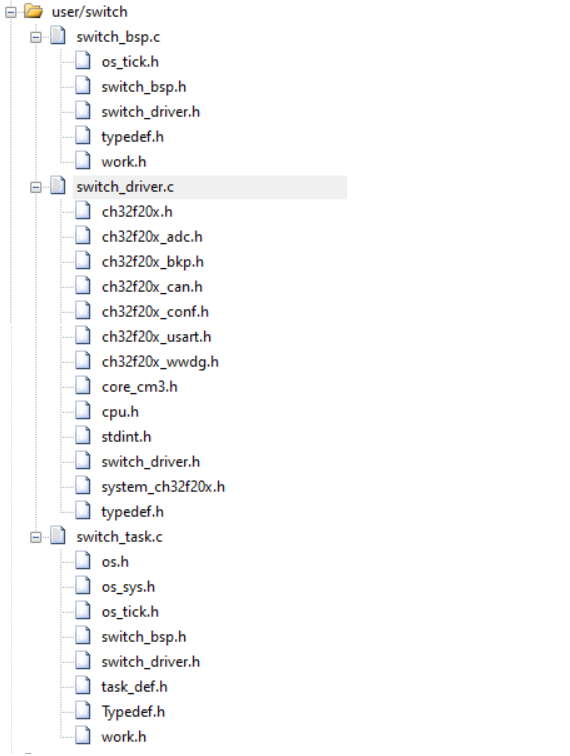 user/switch
switch_bsp.c
os_tick.h
switch_bsp.h
switch_driver.h
typedef.h
work.h
switch_driver.c
ch32f20x.h
ch32f20x_adc.h
ch32f20x_bkp.h
ch32f20x_can.h
ch32f20x_conf.h
ch32f20x_usart.h
ch32f20x_wwdg.h
core_cm3.h
cpu.h
stdint.h
switch_driver.h
system_ch32f20x.h
typedef.h
switch_task.c
os.h
os_sys.h
os_tick.h
switch_bsp.h
switch_driver.h
task_def.h
Typedef.h
work.h